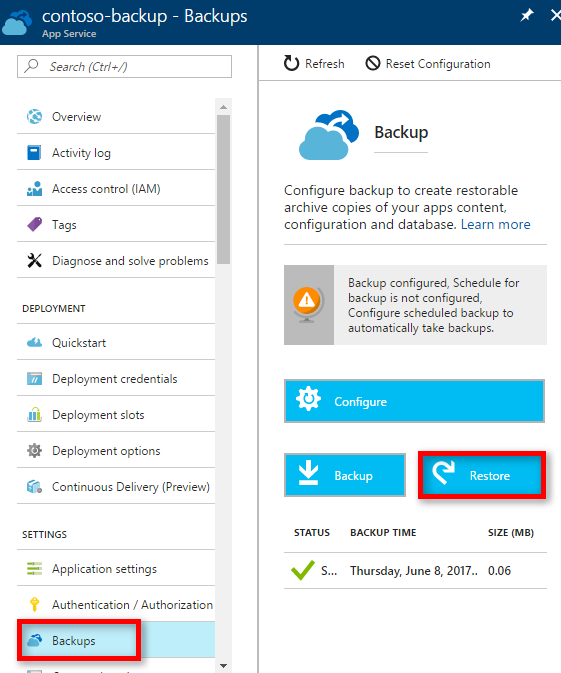 contoso-backup - Backups
App Service
Search (Ctrl+/)
Overview
Activity log
Access control (IAM)
Tags
Diagnose and solve problems
DEPLOYMENT
Quickstart
Deployment credentials
Deployment slots
Deployment options
Continuous Delivery (Preview)
SETTINGS
Application settings
Authentication / Authorization
Backups
Refresh
Reset Configuration
Backup
Configure backup to create restorable
archive copies of your apps content,
configuration and database. Learn more
Backup configured, Schedule for
backup is not configured,
Configure scheduled backup to
automatically take backups.
Configure
Backup
Restore
STATUS BACKUP TIME SIZE (MB)
S... Thursday, June 8, 2017.. 0.06